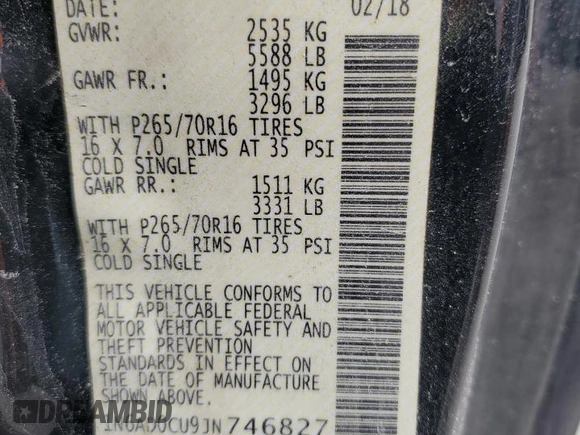 DATE: 02/18
GVWR: 2535 KG
5588 LB
GAWR FR.: 1495 KG
3296 LB
WITH P265/70R16 TIRES
16 X 7.0 RIMS AT 35 PSI
COLD SINGLE
GAWR RR.: 1511 KG
3331 LB
WITH P265/70R16 TIRES
16 X 7.0 RIMS AT 35 PSI
COLD SINGLE
THIS VEHICLE CONFORMS TO
ALL APPLICABLE FEDERAL
MOTOR VEHICLE SAFETY AND
THEFT PREVENTION
STANDARDS IN EFFECT ON
THE DATE OF MANUFACTURE
SHOWN ABOVE.
1N6AD0CU9JN746827
RideSafely.com